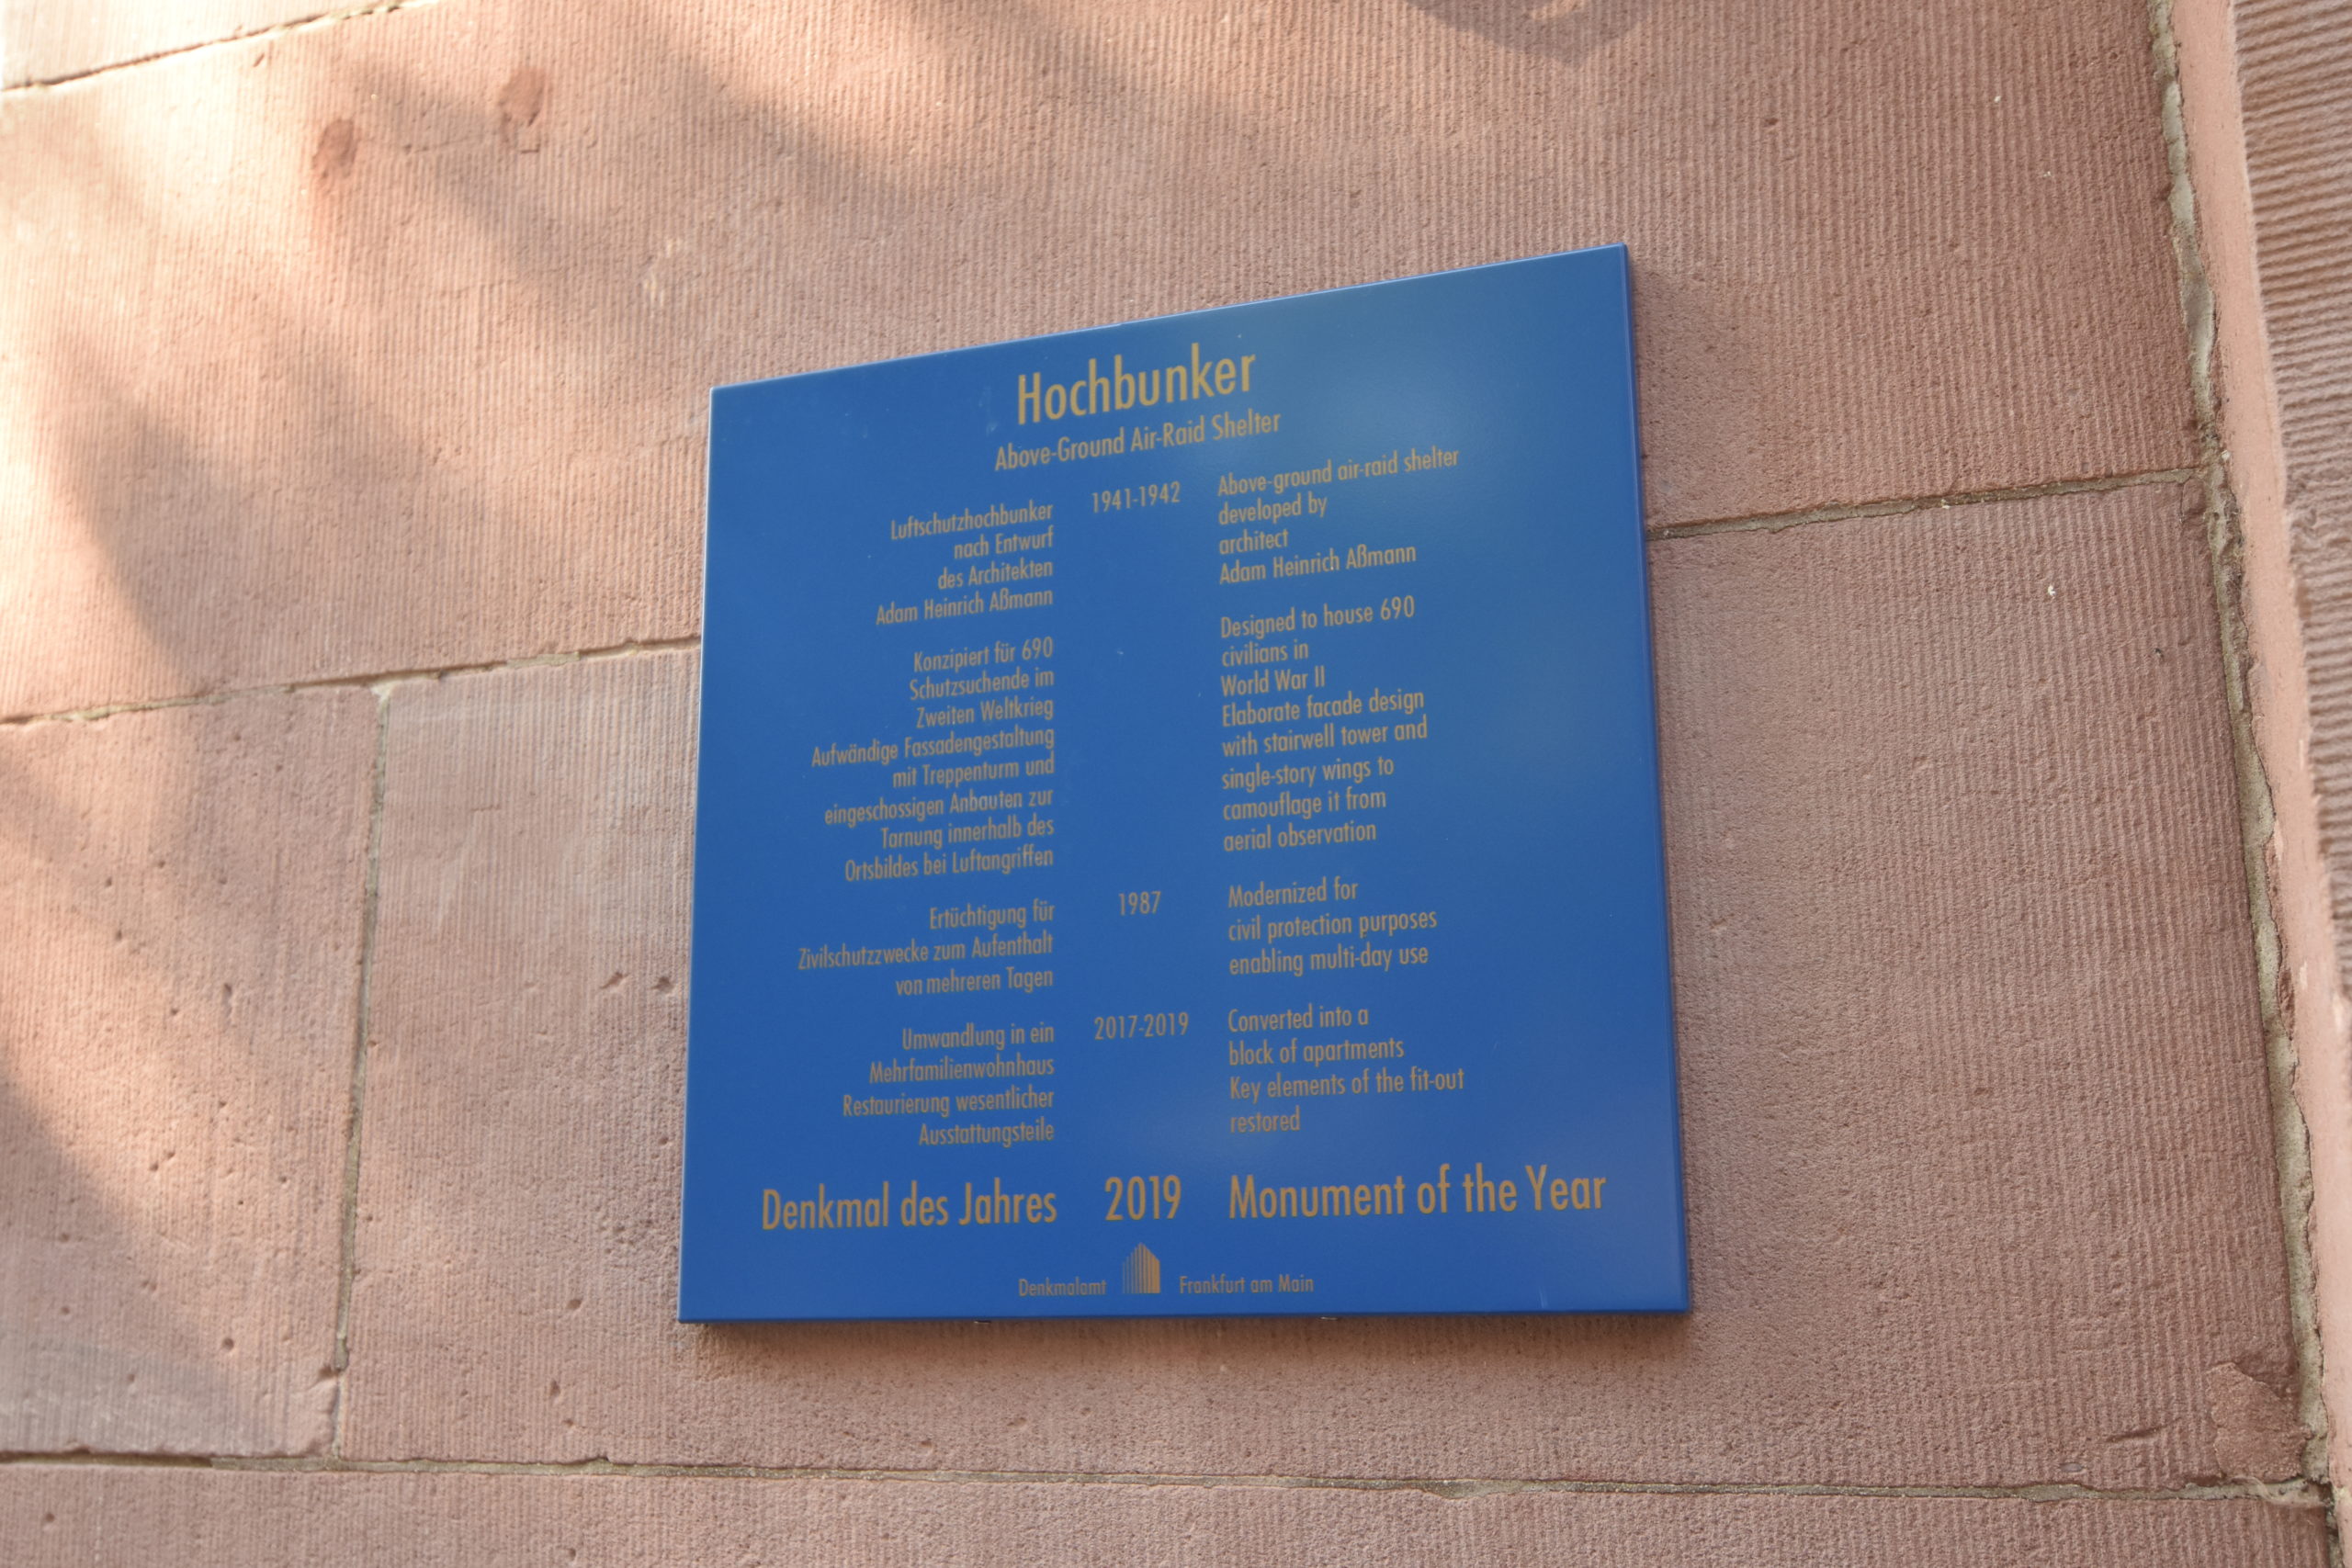 Hochbunker
Above-Ground Air-Raid Shelter
Luftschutzhochbunker
nach Entwurf
des Architekten
Adam Heinrich Aßmann
1941-1942
Above-ground air-raid shelter
developed by
architect
Adam Heinrich Aßmann
Konzipiert für 690
Schutzsuchende im
Zweiten Weltkrieg
Aufwändige Fassadengestaltung
mit Treppenturm und
eingeschossigen Anbauten zur
Tarnung innerhalb des
Ortsbildes bei Luftangriffen
Designed to house 690
civilians in
World War II
Elaborate facade design
with stairwell tower and
single-story wings to
camouflage it from
aerial observation
Ertüchtigung für
Zivilschutzzwecke zum Aufenthalt
von mehreren Tagen
1987
Modernized for
civil protection purposes
enabling multi-day use
Umwandlung in ein
Mehrfamilienwohnhaus
Restaurierung wesentlicher
Ausstattungsteile
2017-2019
Converted into a
block of apartments
Key elements of the fit-out
restored
Denkmal des Jahres 2019 Monument of the Year
Denkmalamt Frankfurt am Main